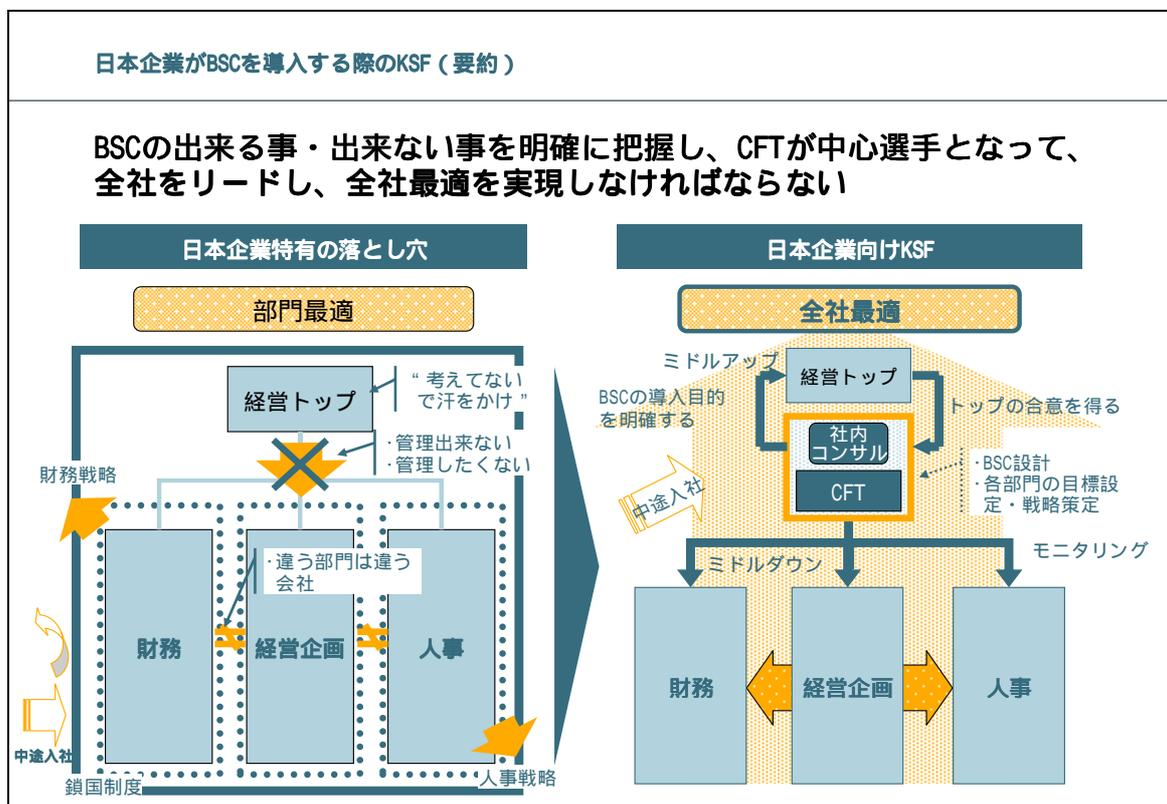 日本企業がBSCを導入する際のKSF(要約)
BSCの出来る事・出来ない事を明確に把握し、CFTが中心選手となって、
全社をリードし、全社最適を実現しなければならない
日本企業特有の落とし穴
部門最適
経営トップ
“考えてない
で汗をかけ”
・管理出来ない
・管理したくない
財務戦略
・違う部門は違う
会社
財務
経営企画
人事
中途入社
鎖国制度
人事戦略
日本企業向けKSF
全社最適
ミドルアップ
経営トップ
BSCの導入目的
を明確する
トップの合意を得る
社内
コンサル
CFT
中途入社
・BSC設計
・各部門の目標設
定・戦略策定
ミドルダウン
モニタリング
財務
経営企画
人事